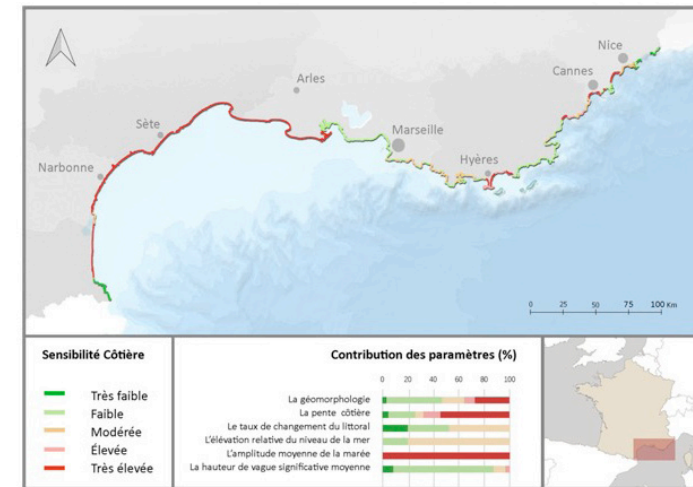 Nice
Cannes
Arles
Marseille
Sète
Hyères
Narbonne
0 25 50 75 100 Km
Sensibilité Côtière
Très faible
Faible
Modérée
Élevée
Très élevée
Contribution des paramètres (%)
0 20 40 60 80 100
La géomorphologie
La pente côtière
Le taux de changement du littoral
L'élévation relative du niveau de la mer
L'amplitude moyenne de la marée
La hauteur de vague significative moyenne